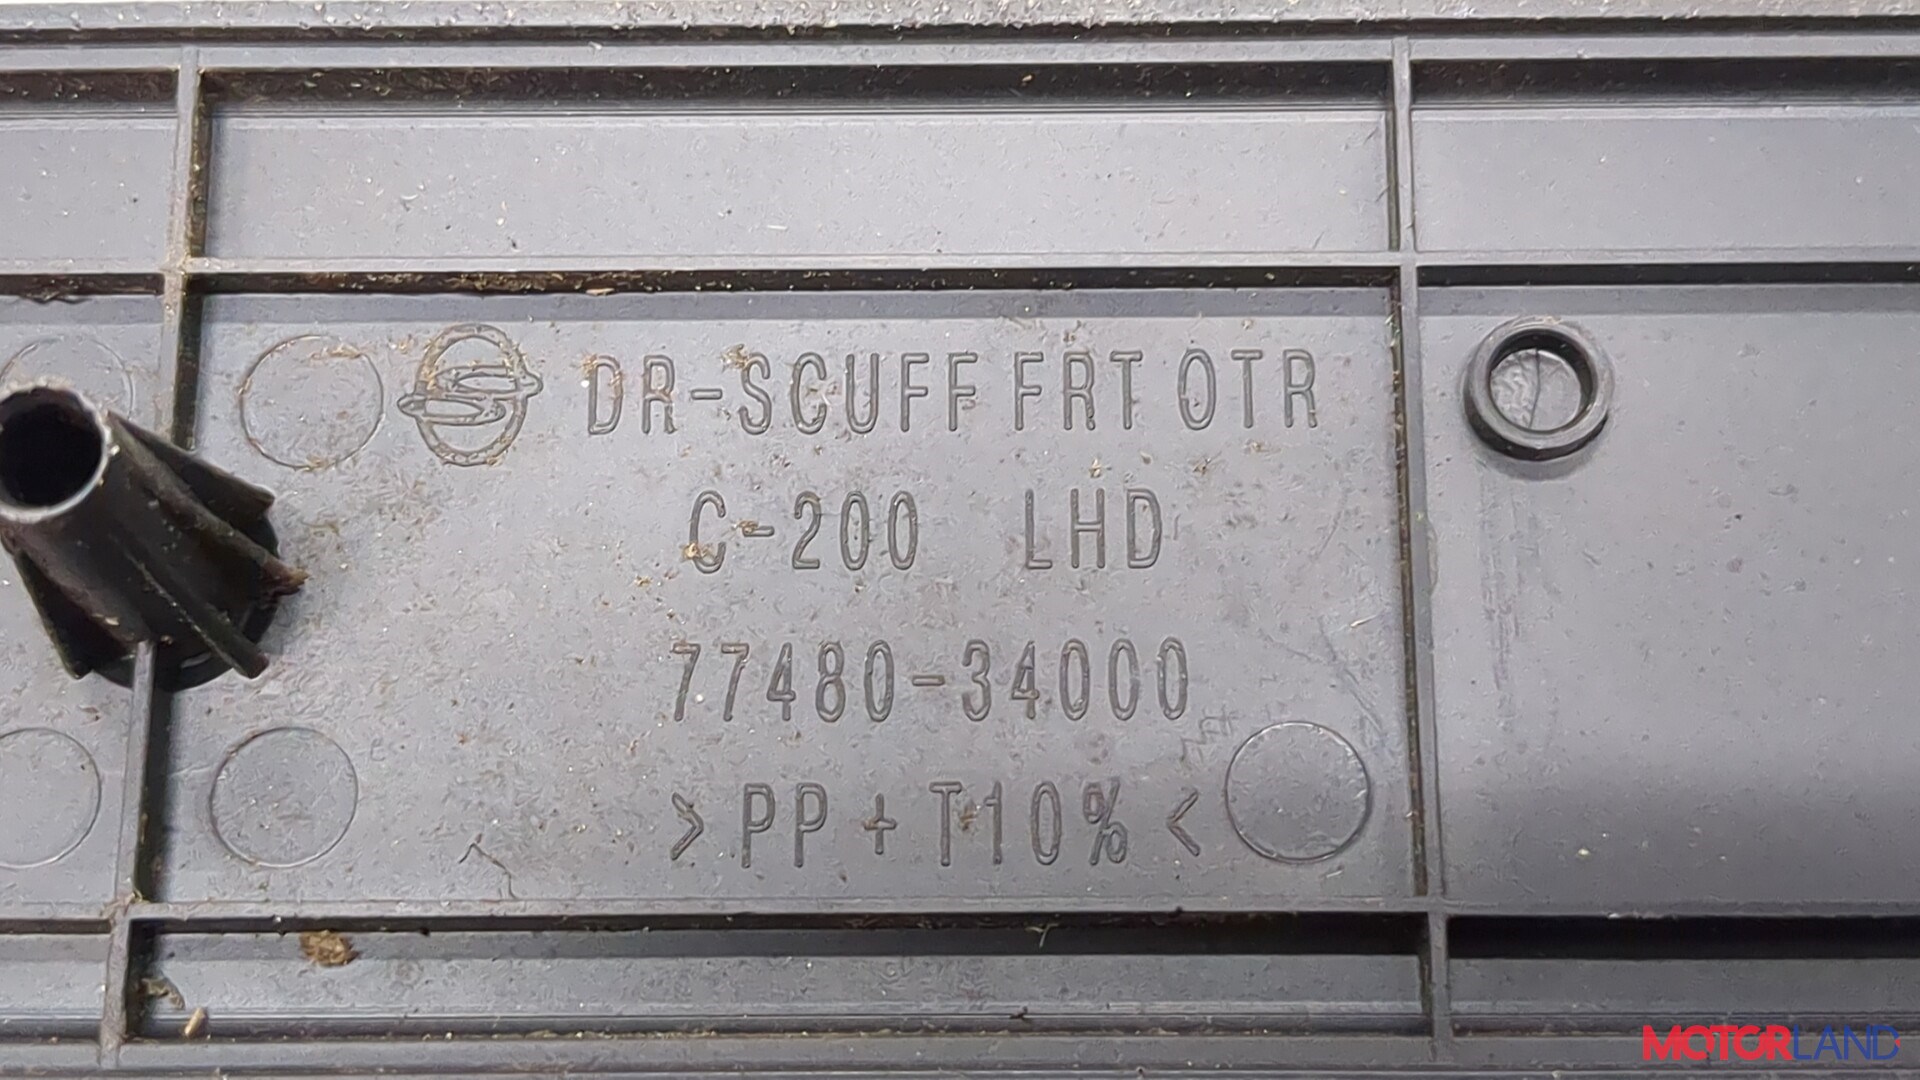 DR-SCUFF FRT OTR
C-200 LHD
77480-34000
>PP+T10%<
MOTORLAND